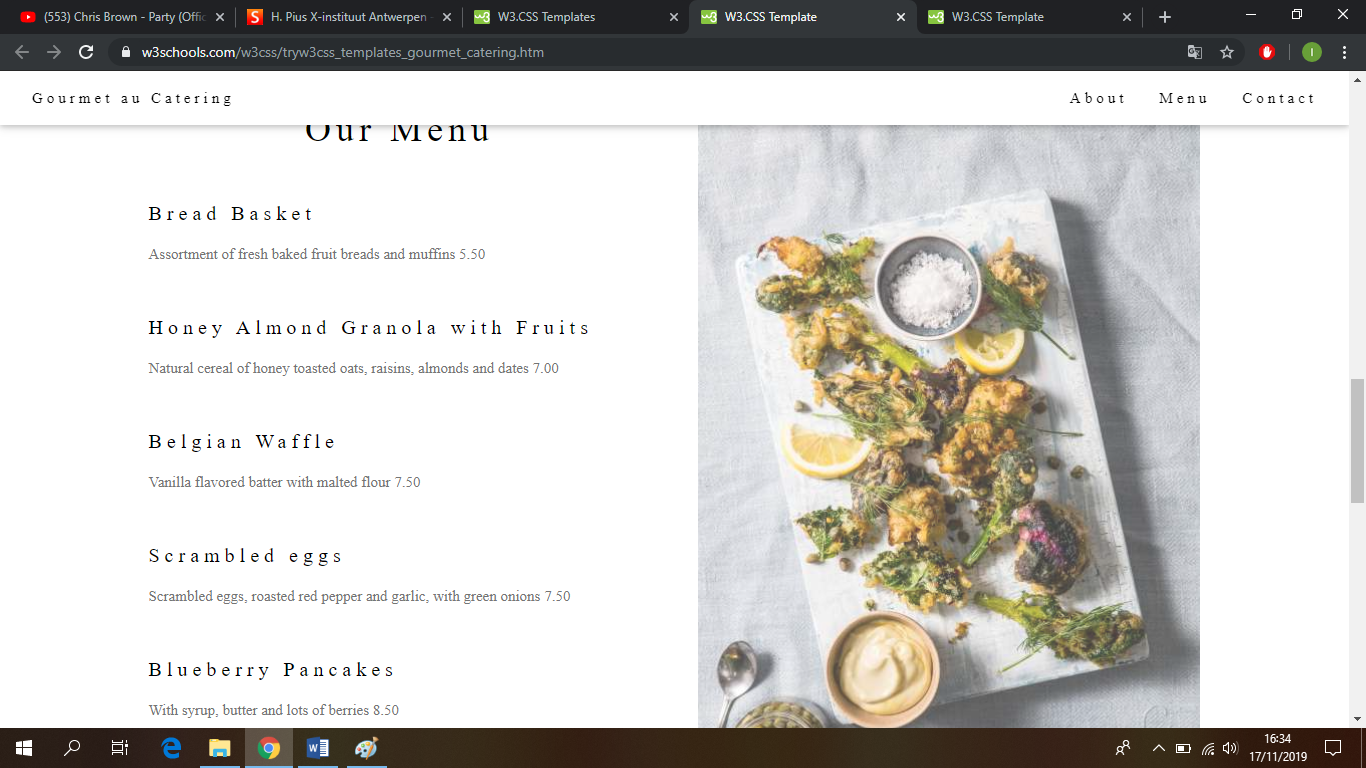 (553) Chris Brown - Party (Offic
H. Pius X-instituut Antwerpen
W3.CSS Templates
W3.CSS Template
W3.CSS Template
w3schools.com/w3css/tryw3css_templates_gourmet_catering.htm
I
Gourmet au Catering
About Menu Contact
Our Menu
Bread Basket
Assortment of fresh baked fruit breads and muffins 5.50
Honey Almond Granola with Fruits
Natural cereal of honey toasted oats, raisins, almonds and dates 7.00
Belgian Waffle
Vanilla flavored batter with malted flour 7.50
Scrambled eggs
Scrambled eggs, roasted red pepper and garlic, with green onions 7.50
Blueberry Pancakes
With syrup, butter and lots of berries 8.50
16:34
17/11/2019